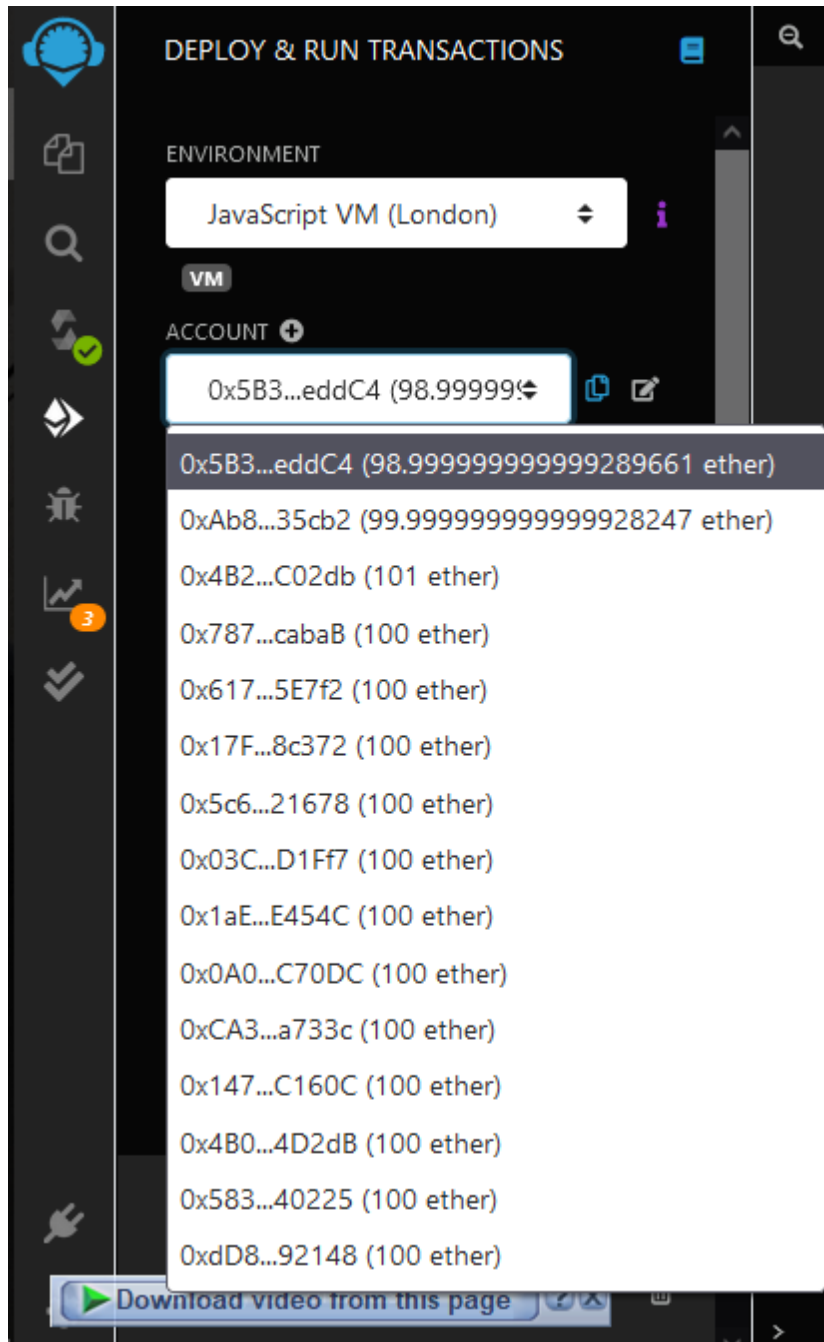 DEPLOY & RUN TRANSACTIONS
ENVIRONMENT
JavaScript VM (London)
VM
ACCOUNT
0x5B3...eddC4 (98.999999
0x5B3...eddC4 (98.999999999999289661 ether)
0xAb8...35cb2 (99.999999999999928247 ether)
0x4B2...C02db (101 ether)
0x787...cabaB (100 ether)
3
0x617...5E7f2 (100 ether)
0x17F...8c372 (100 ether)
0x5c6...21678 (100 ether)
0x03C...D1Ff7 (100 ether)
0x1aE...E454C (100 ether)
0x0A0...C70DC (100 ether)
0xCA3...a733c (100 ether)
0x147...C160C (100 ether)
0x4B0...4D2dB (100 ether)
0x583...40225 (100 ether)
0xdD8...92148 (100 ether)
Download video from this page